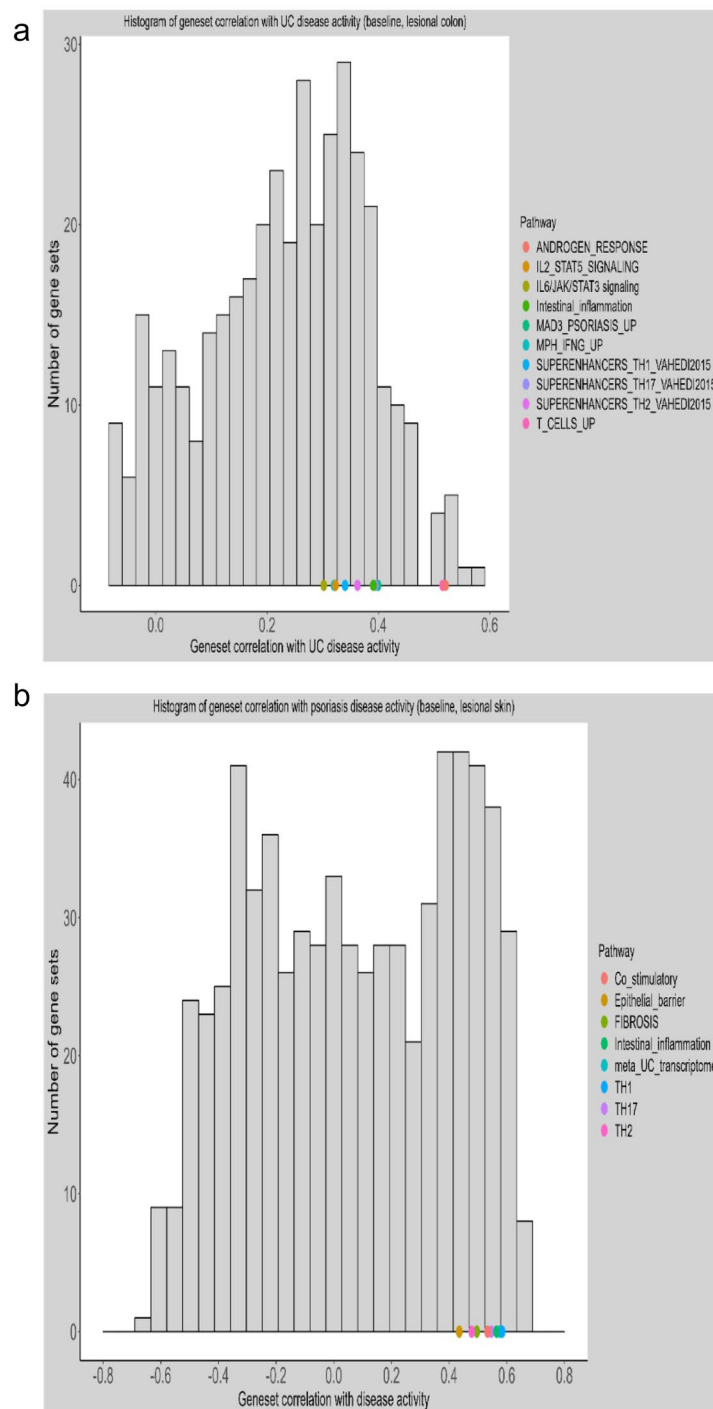 a
Histogram of geneset correlation with UC disease activity (baseline, lesional colon)
Number of gene sets
30
20
10
0
0.0 0.2 0.4 0.6
Geneset correlation with UC disease activity
Pathway
ANDROGEN_RESPONSE
IL2_STAT5_SIGNALING
IL6/JAK/STAT3 signaling
Intestinal_inflammation
MAD3_PSORIASIS_UP
MPH_IFNG_UP
SUPERENHANCERS_TH1_VAHEDI2015
SUPERENHANCERS_TH17_VAHEDI2015
SUPERENHANCERS_TH2_VAHEDI2015
T_CELLS_UP
b
Histogram of geneset correlation with psoriasis disease activity (baseline, lesional skin)
Number of gene sets
40
30
20
10
0
-0.8 -0.6 -0.4 -0.2 0.0 0.2 0.4 0.6 0.8
Geneset correlation with disease activity
Pathway
Co_stimulatory
Epithelial_barrier
FIBROSIS
Intestinal_inflammation
meta_UC_transcriptome
TH1
TH17
TH2